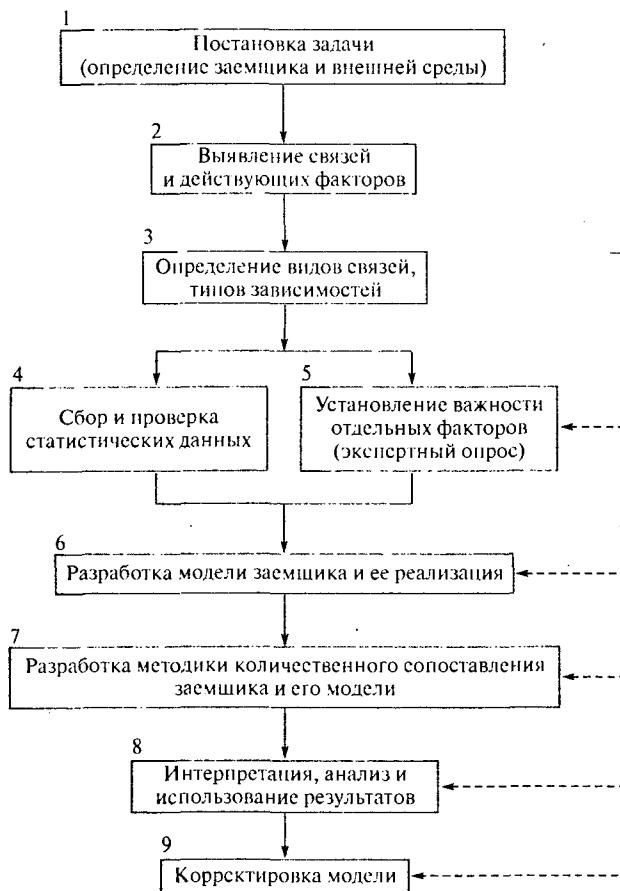 1
Постановка задачи
(определение заемщика и внешней среды)
2
Выявление связей
и действующих факторов
3
Определение видов связей,
типов зависимостей
4
Сбор и проверка
статистических данных
5
Установление важности
отдельных факторов
(экспертный опрос)
6
Разработка модели заемщика и ее реализация
7
Разработка методики количественного сопоставления
заемщика и его модели
8
Интерпретация, анализ и
использование результатов
9
Корректировка модели